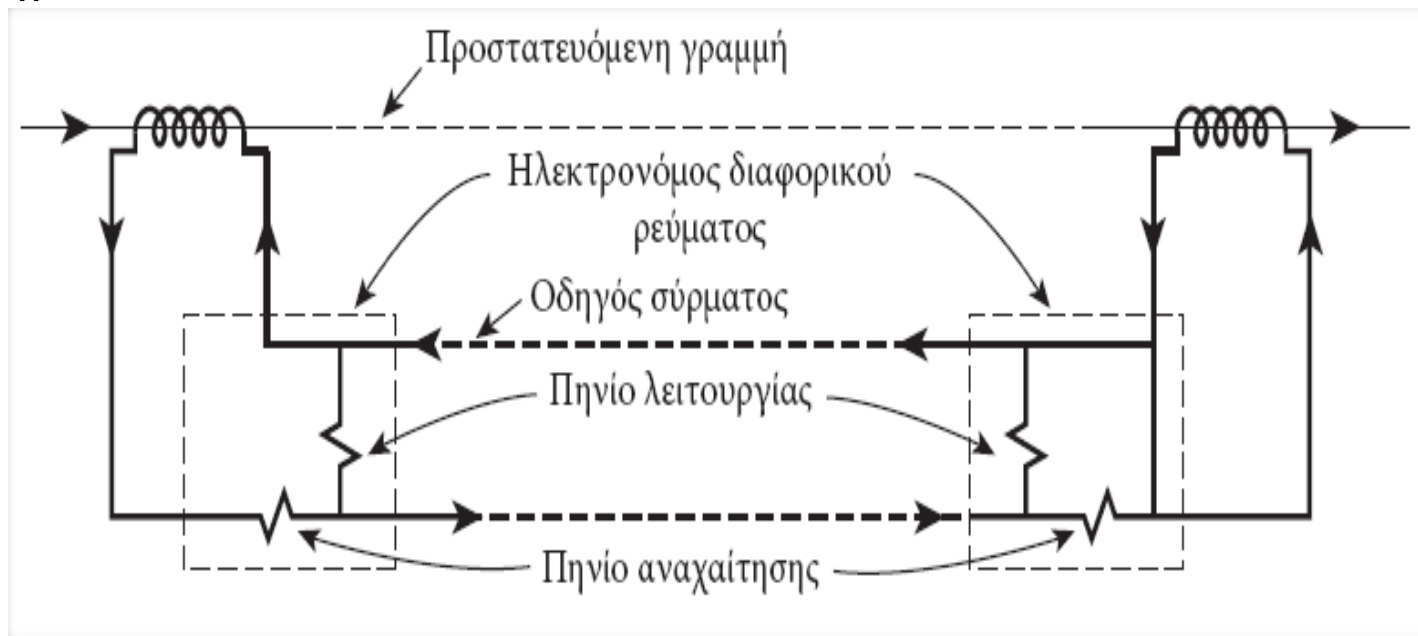 Προστατευόμενη γραμμή
Ηλεκτρονόμος διαφορικού
ρεύματος
Οδηγός σύρματος
Πηνίο λειτουργίας
Πηνίο αναχαίτησης